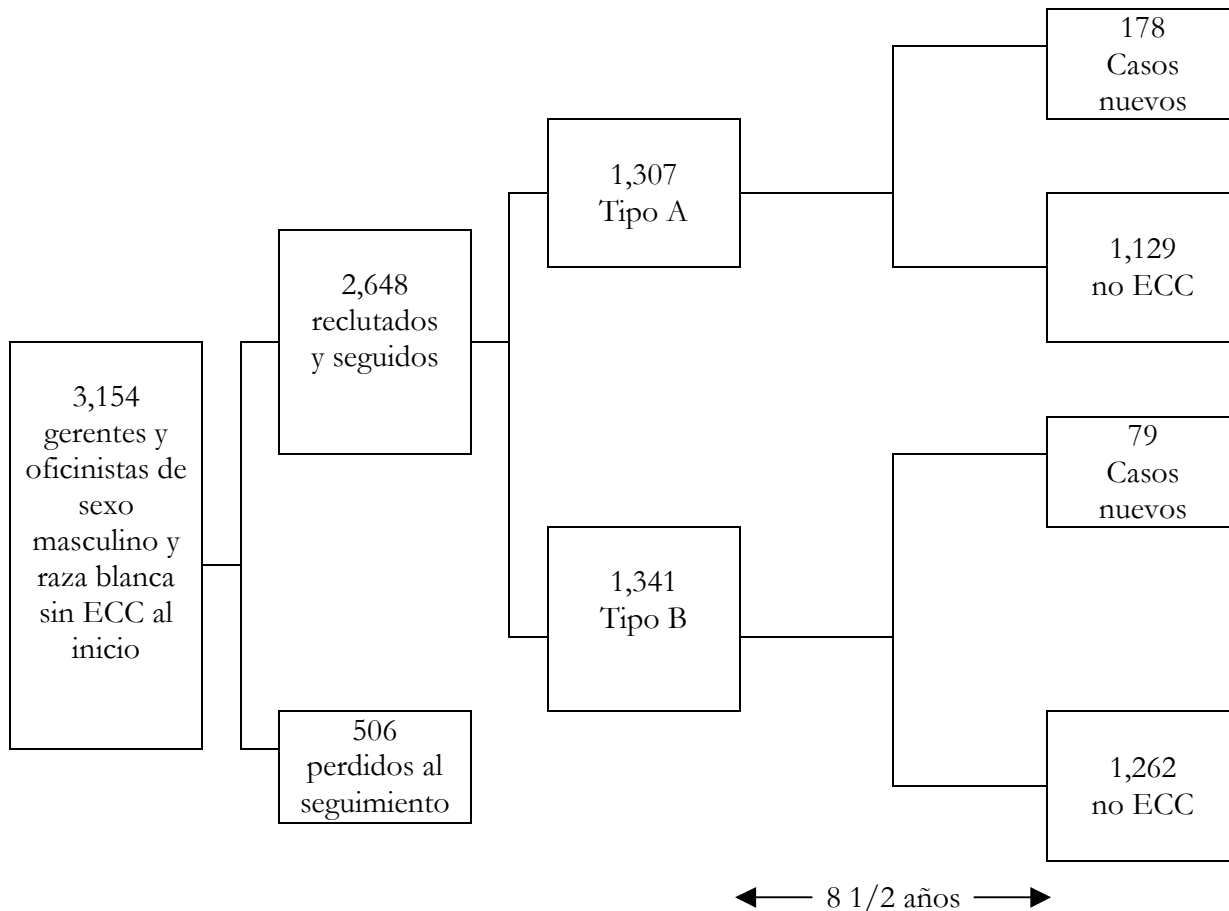 3,154
gerentes y
oficinistas de
sexo
masculino y
raza blanca
sin ECC al
inicio
2,648
reclutados
y seguidos
506
perdidos al
seguimiento
1,307
Tipo A
1,341
Tipo B
178
Casos
nuevos
1,129
no ECC
79
Casos
nuevos
1,262
no ECC
8 1/2 años